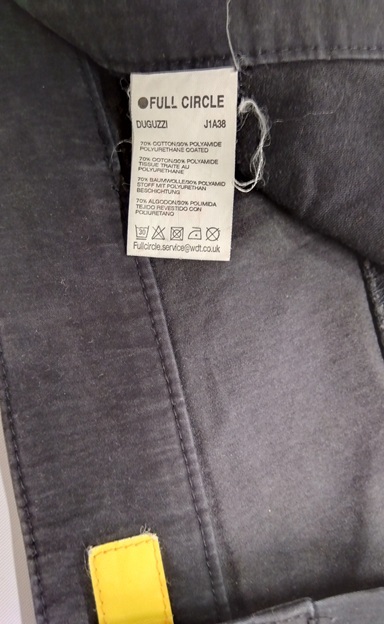 FULL CIRCLE
DUGUZZI J1A38
70% COTTON/30% POLYAMIDE
POLYURETHANE COATED
70% COTON/30% POLYAMIDE
TISSUE TRAITE AU
POLYURETHANE
70% BAUMWOLLE/30% POLYAMID
STOFF MIT POLYURETHAN
BESCHICHTUNG
70% ALGODON/30% POLIMIDA
TEJIDO REVESTIDO CON
POLIURETANO
30
Fullcircle.service@wdt.co.uk